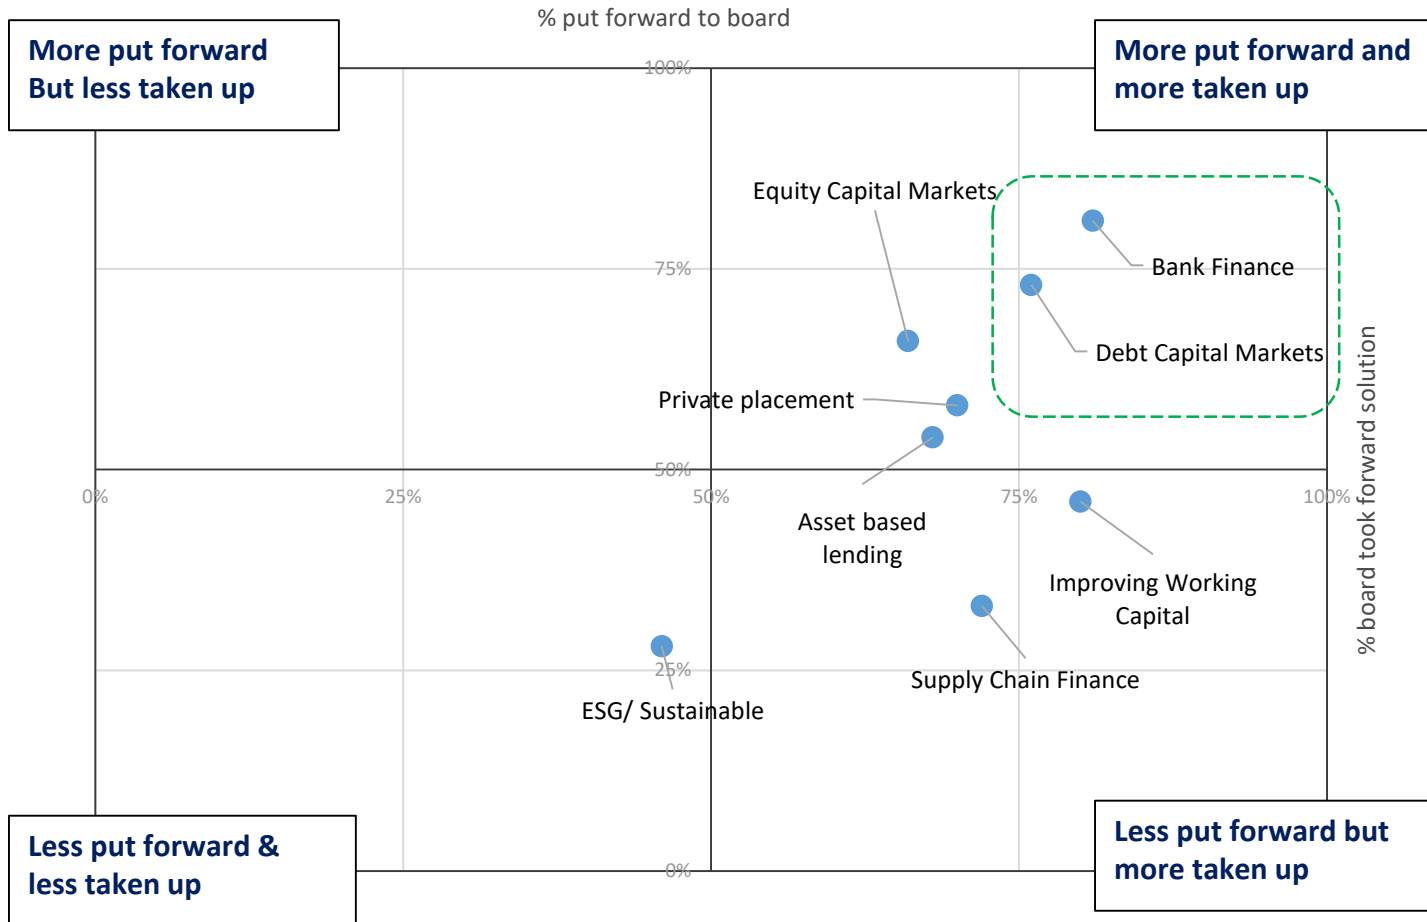 % put forward to board
More put forward
But less taken up
More put forward and
more taken up
100%
Equity Capital Markets
Bank Finance
75%
Debt Capital Markets
Private placement
% board took forward solution
50%
0%
25%
50%
75%
100%
Asset based
lending
Improving Working
Capital
Supply Chain Finance
25%
ESG/ Sustainable
Less put forward &
less taken up
Less put forward but
more taken up
0%